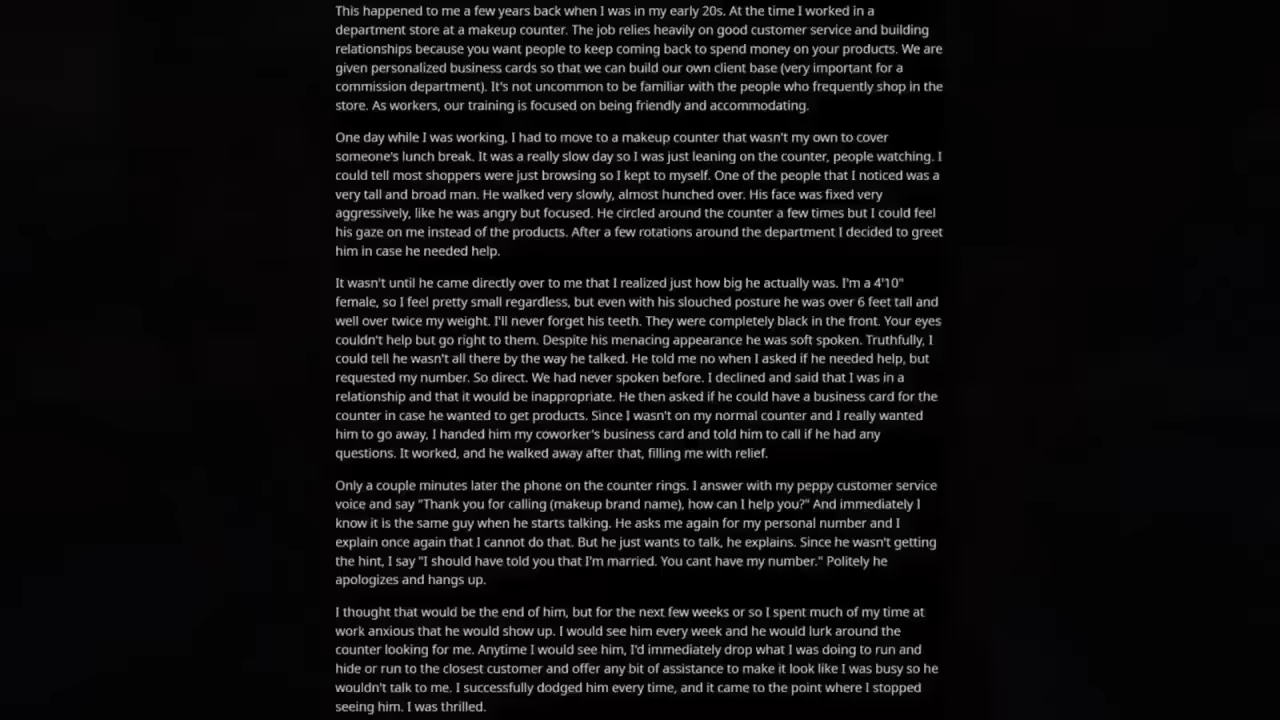 This happened to me a few years back when I was in my early 20s. At the time I worked in a
department store at a makeup counter. The job relies heavily on good customer service and building
relationships because you want people to keep coming back to spend money on your products. We are
given personalized business cards so that we can build our own client base (very important for a
commission department). It's not uncommon to be familiar with the people who frequently shop in the
store. As workers, our training is focused on being friendly and accommodating.
One day while I was working, I had to move to a makeup counter that wasn't my own to cover
someone's lunch break. It was a really slow day so I was just leaning on the counter, people watching. I
could tell most shoppers were just browsing so I kept to myself. One of the people that I noticed was a
very tall and broad man. He walked very slowly, almost hunched over. His face was fixed very
aggressively, like he was angry but focused. He circled around the counter a few times but I could feel
his gaze on me instead of the products. After a few rotations around the department I decided to greet
him in case he needed help.
It wasn't until he came directly over to me that I realized just how big he actually was. I'm a 4'10"
female, so I feel pretty small regardless, but even with his slouched posture he was over 6 feet tall and
well over twice my weight. I'll never forget his teeth. They were completely black in the front. Your eyes
couldn't help but go right to them. Despite his menacing appearance he was soft spoken. Truthfully, I
could tell he wasn't all there by the way he talked. He told me no when I asked if he needed help, but
requested my number. So direct. We had never spoken before. I declined and said that I was in a
relationship and that it would be inappropriate. He then asked if he could have a business card for the
counter in case he wanted to get products. Since I wasn't on my normal counter and I really wanted
him to go away, I handed him my coworker's business card and told him to call if he had any
questions. It worked, and he walked away after that, filling me with relief.
Only a couple minutes later the phone on the counter rings. I answer with my peppy customer service
voice and say "Thank you for calling (makeup brand name), how can I help you?" And immediately I
know it is the same guy when he starts talking. He asks me again for my personal number and I
explain once again that I cannot do that. But he just wants to talk, he explains. Since he wasn't getting
the hint, I say "I should have told you that I'm married. You cant have my number." Politely he
apologizes and hangs up.
I thought that would be the end of him, but for the next few weeks or so I spent much of my time at
work anxious that he would show up. I would see him every week and he would lurk around the
counter looking for me. Anytime I would see him, I'd immediately drop what I was doing to run and
hide or run to the closest customer and offer any bit of assistance to make it look like I was busy so he
wouldn't talk to me. I successfully dodged him every time, and it came to the point where I stopped
seeing him. I was thrilled.